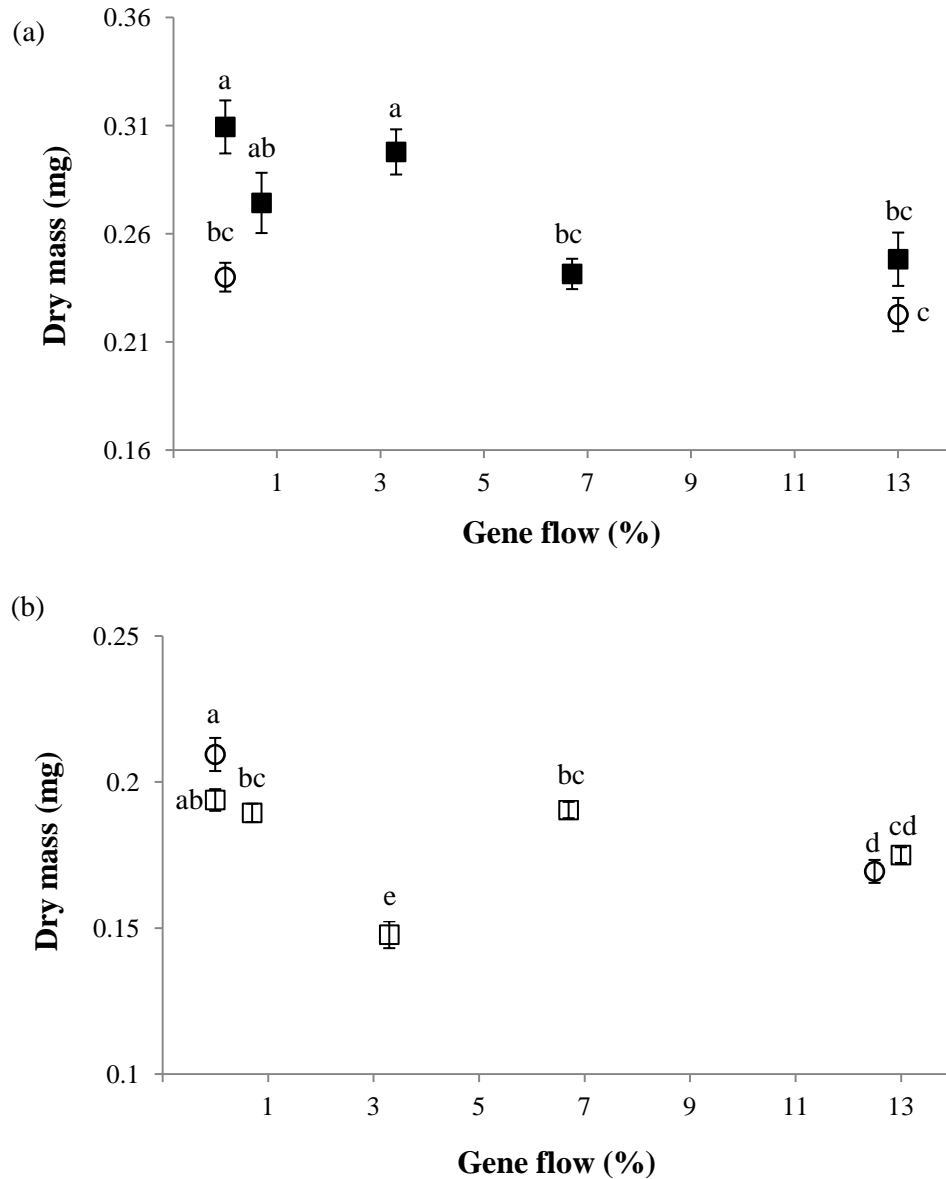 (a)
0.36
0.31
0.26
0.21
0.16
Dry mass (mg)
a
ab
a
bc
bc
bc
c
1 3 5 7 9 11 13
Gene flow (%)
(b)
0.25
0.2
0.15
0.1
Dry mass (mg)
a
ab
bc
e
bc
d
cd
1 3 5 7 9 11 13
Gene flow (%)